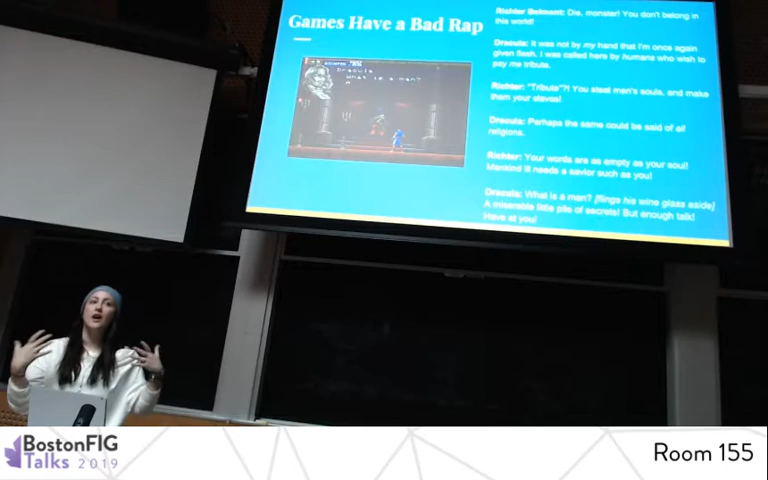 Games Have a Bad Rap
Richter Belmont: Die, monster! You don't belong in
this world!
Dracula: It was not by my hand that I'm once again
given flesh. I was called here by humans who wish to
pay me tribute.
Richter: "Tribute"?! You steal men's souls, and make
them your slaves!
Dracula: Perhaps the same could be said of all
religions.
Richter: Your words are as empty as your soul!
Mankind ill needs a savior such as you!
Dracula: What is a man? [flings his wine glass aside]
A miserable little pile of secrets! But enough talk!
Have at you!
Dracula
What is a man?
BostonFIG
Talks 2019
Room 155